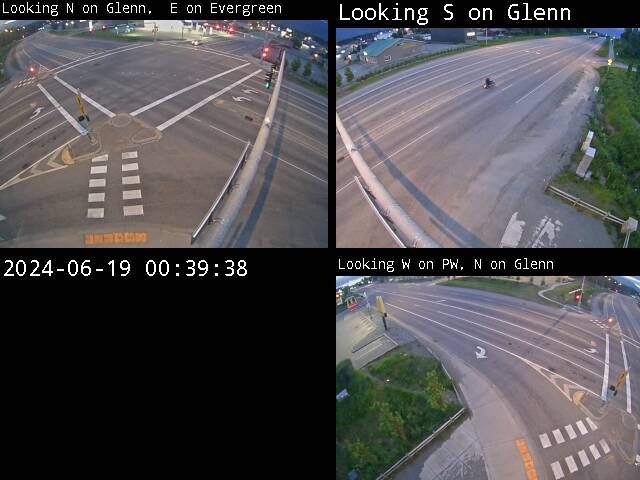 Looking N on Glenn,  E on Evergreen
Looking S on Glenn
2024-06-19 00:39:38
Looking W on PW, N on Glenn